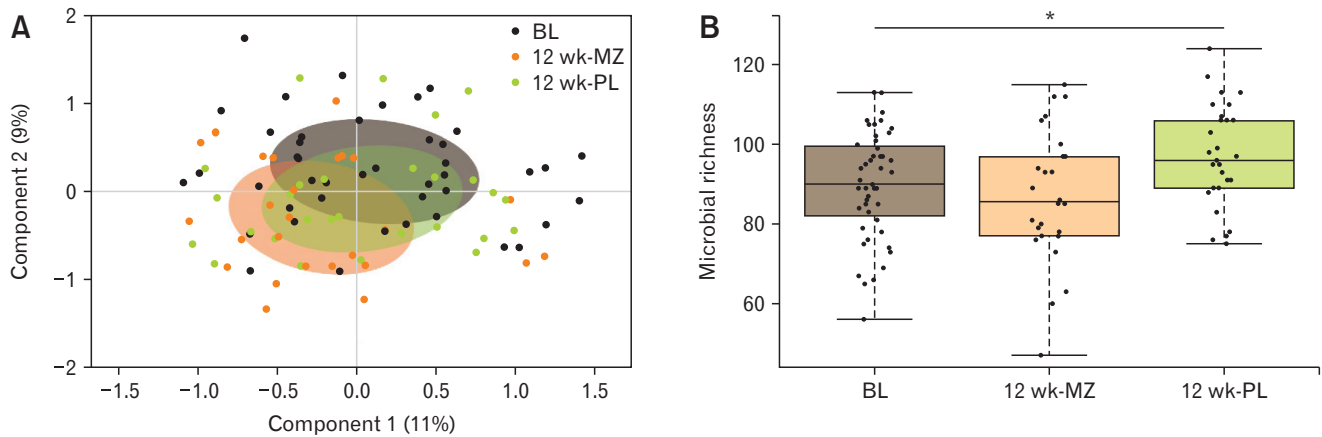 A
2
1
0
−1
−2
Component 2 (9%)
BL
12 wk-MZ
12 wk-PL
−1.5 −1.0 −0.5 0.0 0.5 1.0 1.5
Component 1 (11%)
B
*
120
100
80
60
Microbial richness
BL 12 wk-MZ 12 wk-PL